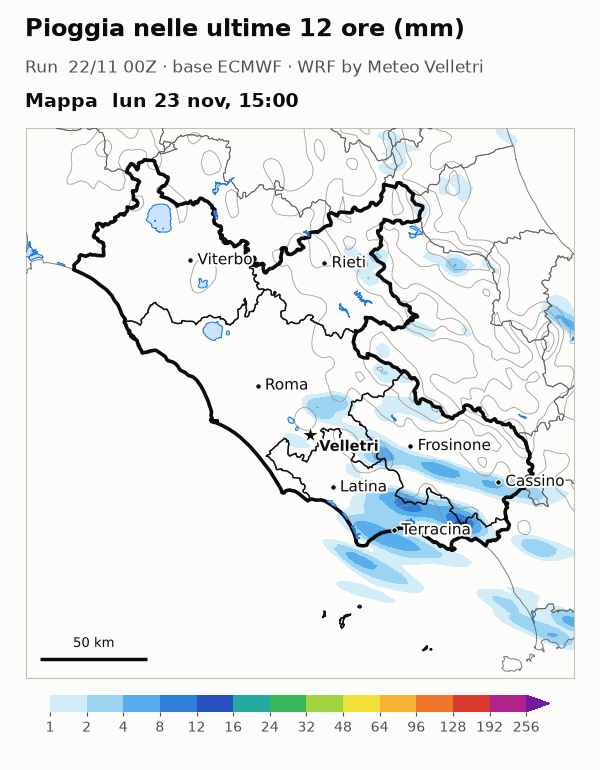 Pioggia nelle ultime 12 ore (mm)
Run  22/11 00Z · base ECMWF · WRF by Meteo Velletri
Mappa  lun 23 nov, 15:00
Viterbo
Rieti
Roma
Velletri
Frosinone
Latina
Cassino
Terracina
50 km
1 2 4 8 12 16 24 32 48 64 96 128 192 256